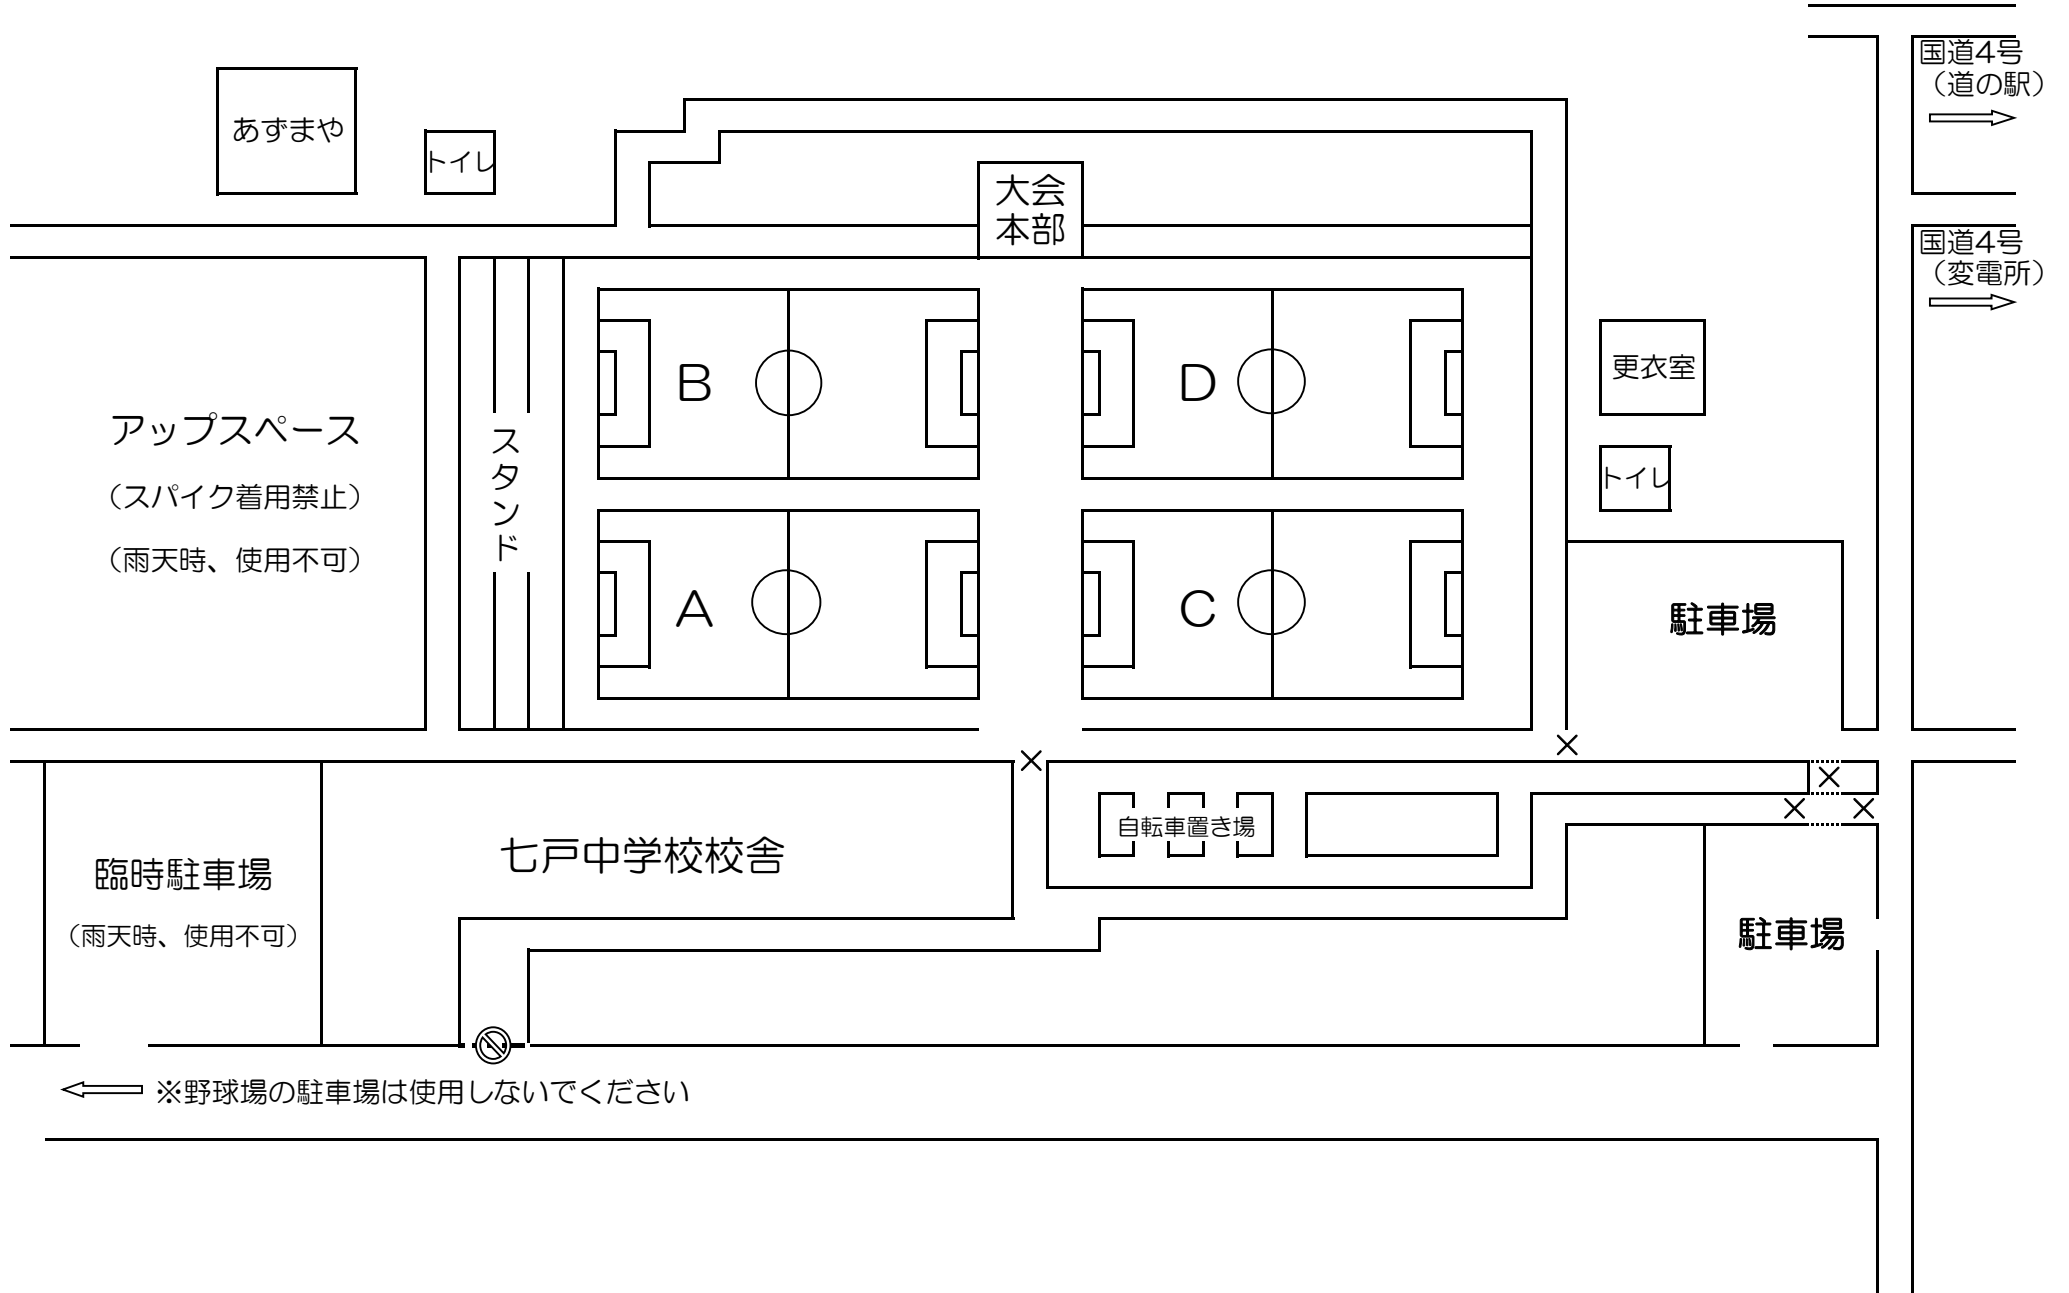 国道4号
（道の駅）
あずまや
トイレ
大会
本部
国道4号
（変電所）
B
D
更衣室
アップスペース
（スパイク着用禁止）
（雨天時、使用不可）
スタンド
トイレ
A
C
駐車場
自転車置き場
七戸中学校校舎
臨時駐車場
（雨天時、使用不可）
駐車場
※野球場の駐車場は使用しないでください